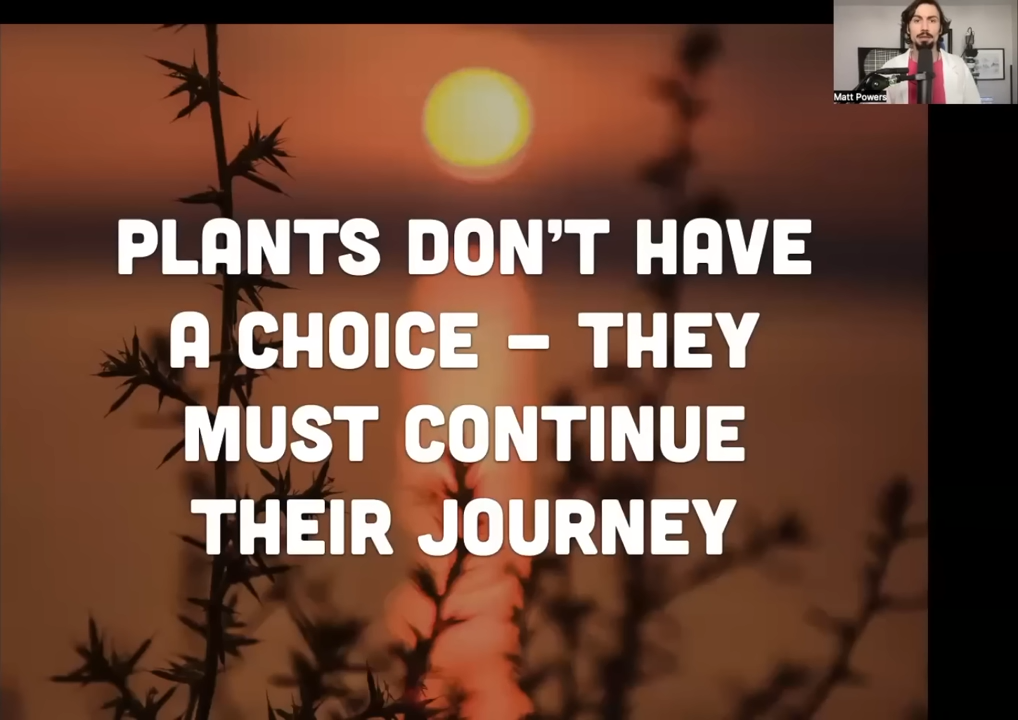 Matt Powers
PLANTS DON'T HAVE
A CHOICE – THEY
MUST CONTINUE
THEIR JOURNEY